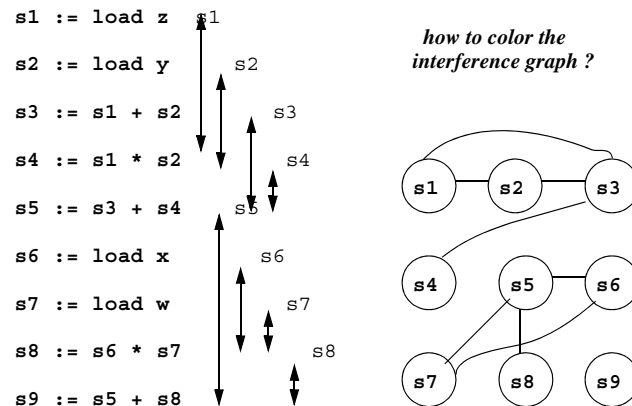 s1 := load z s1
s2 := load y s2
s3 := s1 + s2 s3
s4 := s1 * s2 s4
s5 := s3 + s4 s5
s6 := load x s6
s7 := load w s7
s8 := s6 * s7 s8
s9 := s5 + s8
how to color the
interference graph ?
s1 s2 s3
s4 s5 s6
s7 s8 s9